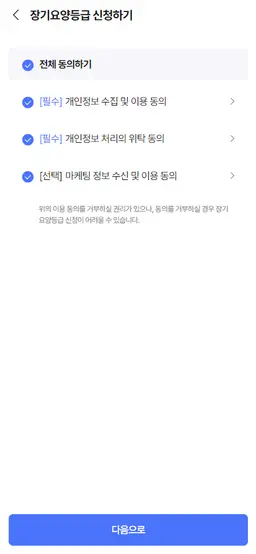 장기요양등급 신청하기
전체 동의하기
[필수] 개인정보 수집 및 이용 동의
[필수] 개인정보 처리의 위탁 동의
[선택] 마케팅 정보 수신 및 이용 동의
위의 이용 동의를 거부하실 권리가 있으나, 동의를 거부하실 경우 장기
요양등급 신청이 어려울 수 있습니다.
다음으로